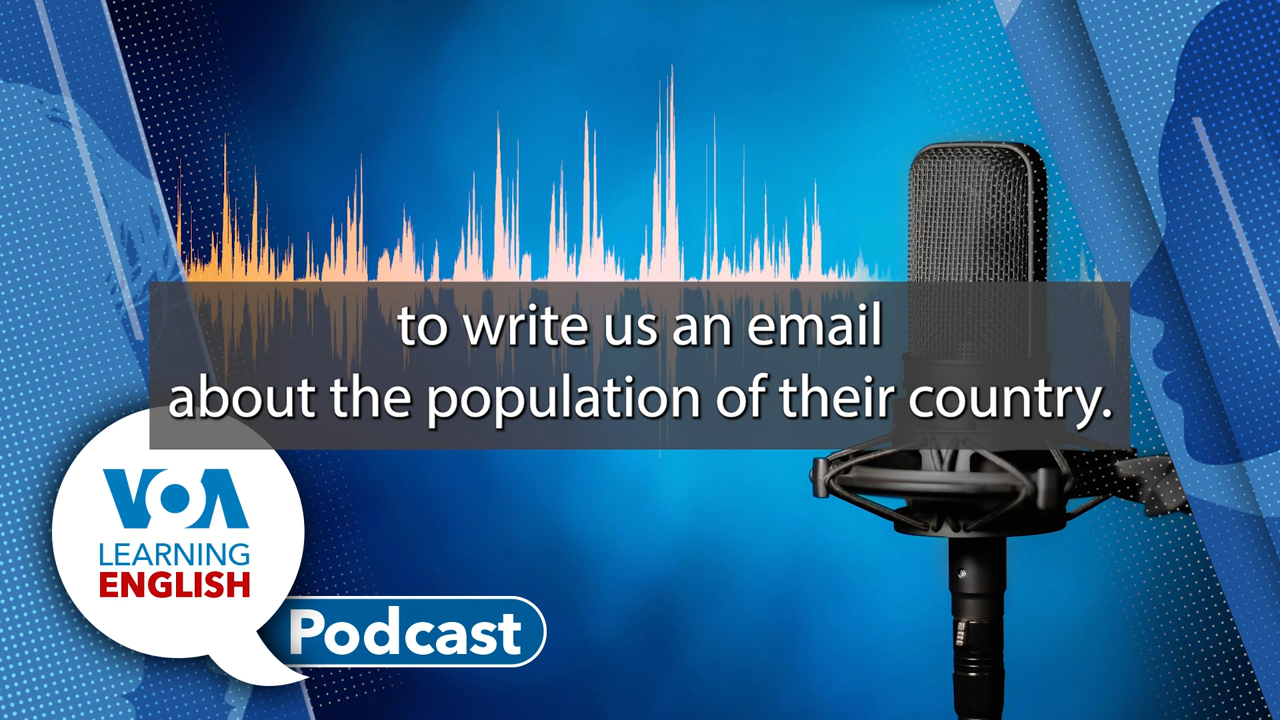 to write us an email
about the population of their country.
VOA
LEARNING
ENGLISH
Podcast